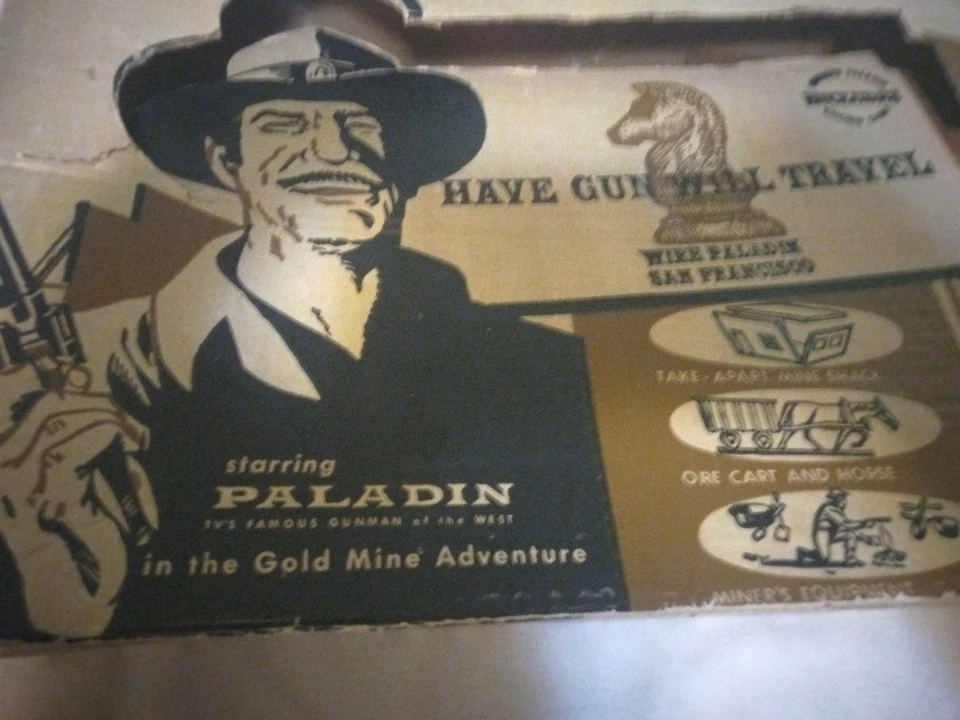 HAVE GUN WILL TRAVEL
WIRE PALADIN
SAN FRANCISCO
TAKE-APART MINE SHACK
ORE CART AND HORSE
MINER'S EQUIPMENT
starring
PALADIN
TV'S FAMOUS GUNMAN of the WEST
in the Gold Mine Adventure